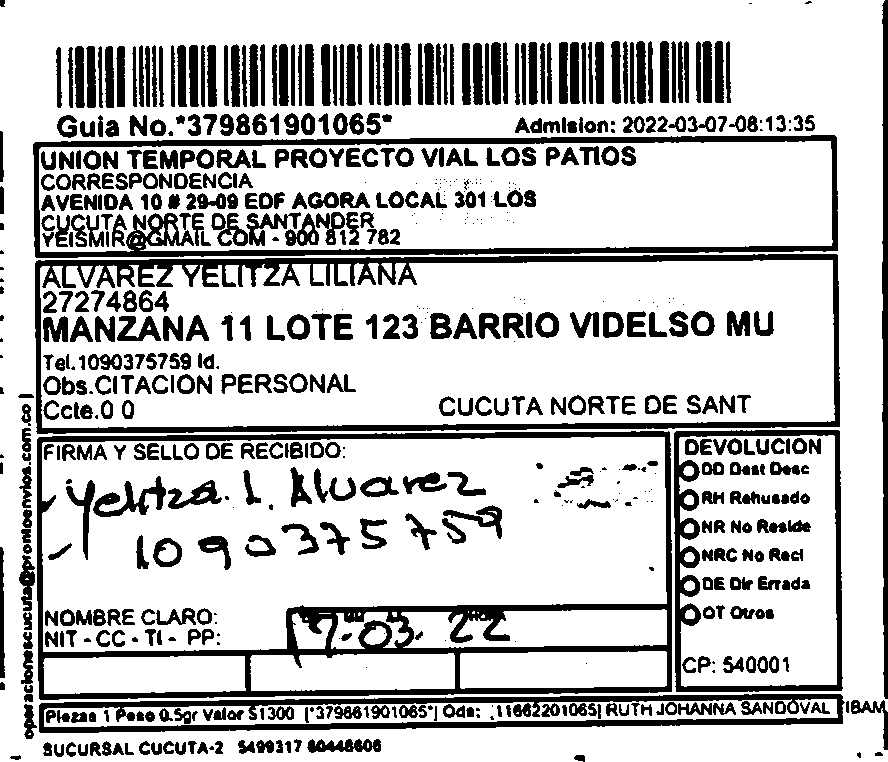 Guia No.*379861901065*
Admision: 2022-03-07-08:13:35
UNION TEMPORAL PROYECTO VIAL LOS PATIOS
CORRESPONDENCIA
AVENIDA 10 # 29-09 EDF AGORA LOCAL 301 LOS
CUCUTA NORTE DE SANTANDER
YEISMIR@GMAIL COM - 900 812 782
ALVAREZ YELITZA LILIANA
27274864
MANZANA 11 LOTE 123 BARRIO VIDELSO MU
Tel.1090375759 Id.
Obs.CITACION PERSONAL
Ccte.0 0
CUCUTA NORTE DE SANT
operacionescucuta@prontoenvios.com.co |
FIRMA Y SELLO DE RECIBIDO:
Yelitza. L. Alvarez
1090375759
NOMBRE CLARO:
NIT - CC - TI - PP:
17-03-22
DEVOLUCION
DD Dest Desc
RH Rehusado
NR No Reside
NRC No Recl
DE Dir Errada
OT Otros
CP: 540001
Piezas 1 Peso 0.5gr Valor $1300 [*379861901065*] Ods: .11662201065| RUTH JOHANNA SANDOVAL
SUCURSAL CUCUTA-2 5499317 60448606